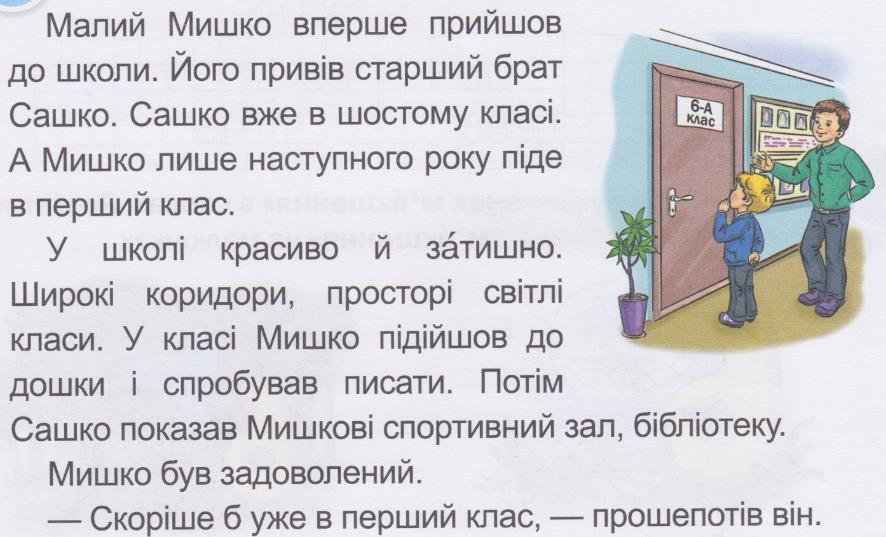 Малий Мишко вперше прийшов
до школи. Його привів старший брат
Сашко. Сашко вже в шостому класі.
А Мишко лише наступного року піде
в перший клас.
У школі красиво й за́тишно.
Широкі коридори, просторі світлі
класи. У класі Мишко підійшов до
дошки і спробував писати. Потім
Сашко показав Мишкові спортивний зал, бібліотеку.
Мишко був задоволений.
— Скоріше б уже в перший клас, — прошепотів він.
6-А
клас